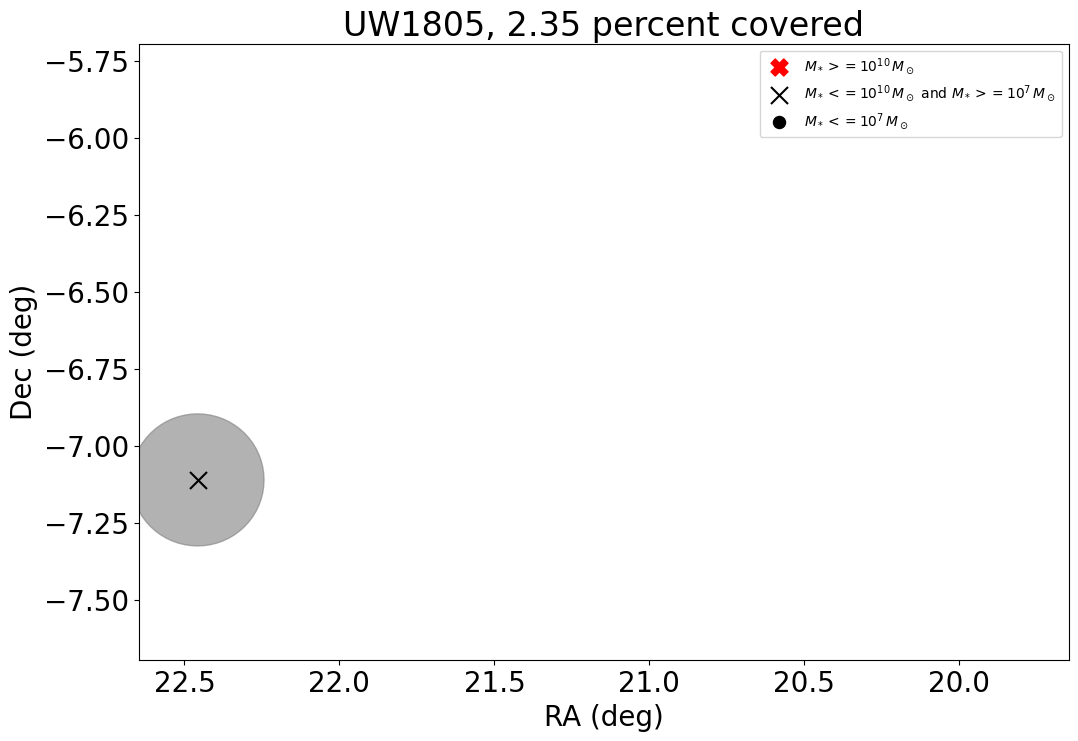 UW1805, 2.35 percent covered
M* >= 10^10 M⊙
M* <= 10^10 M⊙ and M* >= 10^7 M⊙
M* <= 10^7 M⊙
Dec (deg)
−5.75
−6.00
−6.25
−6.50
−6.75
−7.00
−7.25
−7.50
22.5 22.0 21.5 21.0 20.5 20.0
RA (deg)